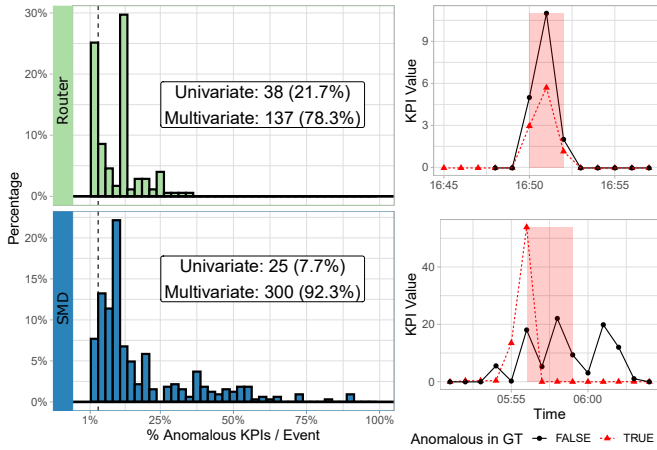 Percentage
Router
30%
20%
10%
0%
Univariate: 38 (21.7%)
Multivariate: 137 (78.3%)
SMD
20%
15%
10%
5%
0%
Univariate: 25 (7.7%)
Multivariate: 300 (92.3%)
1%
25%
50%
75%
100%
% Anomalous KPIs / Event
KPI Value
9
6
3
0
16:45
16:50
16:55
KPI Value
40
20
0
05:55
06:00
Time
Anomalous in GT
FALSE
TRUE